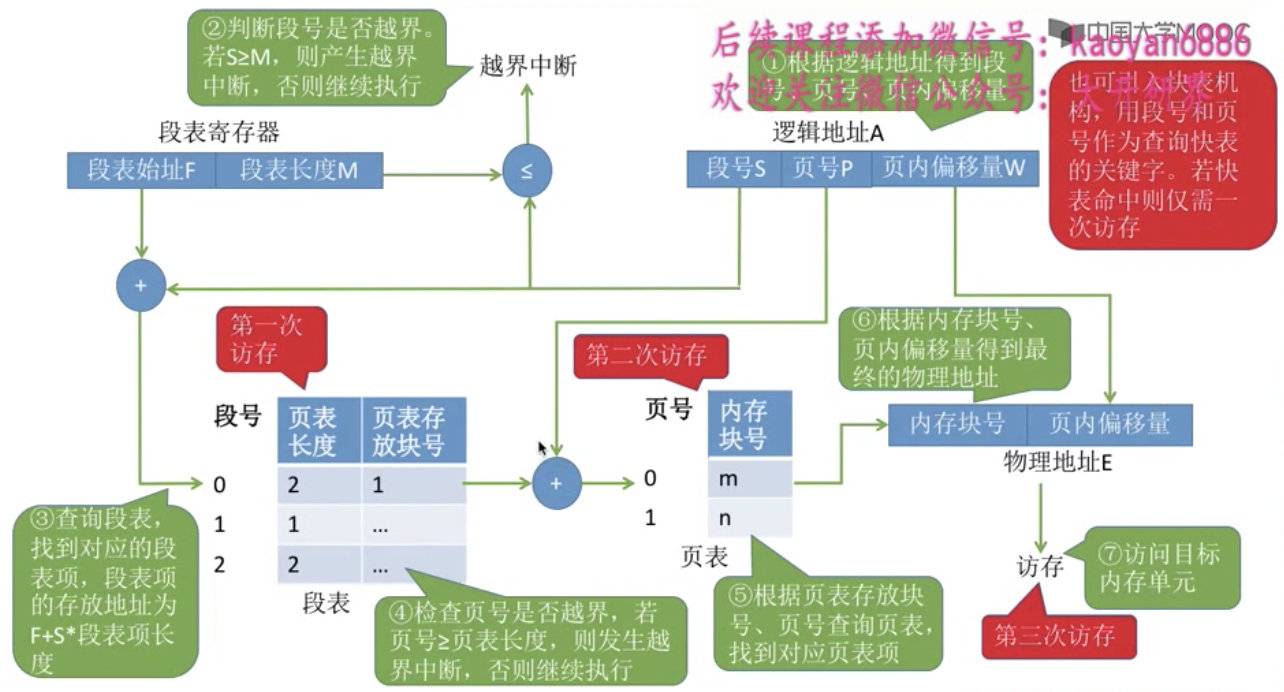 ②判断段号是否越界。
若S≥M，则产生越界
中断，否则继续执行
越界中断
后续课程添加微信号：kaoyan6886
中国大学MOOC
①根据逻辑地址得到段
号、页号、页内偏移量
欢迎关注微信公众号：
也可引入快表机
构，用段号和页
号作为查询快表
的关键字。若快
表命中则仅需一
次访存
段表寄存器
段表始址F
段表长度M
≤
逻辑地址A
段号S
页号P
页内偏移量W
+
第一次
访存
第二次访存
⑥根据内存块号、
页内偏移量得到最
终的物理地址
段号
页表
长度
页表存
放块号
0 2 1
1 1 ...
2 2 ...
段表
+
页号
内存
块号
0 m
1 n
页表
内存块号
页内偏移量
物理地址E
③查询段表，
找到对应的段
表项，段表项
的存放地址为
F+S*段表项长
度
④检查页号是否越界，若
页号≥页表长度，则发生越
界中断，否则继续执行
⑤根据页表存放块
号、页号查询页表，
找到对应页表项
访存
⑦访问目标
内存单元
第三次访存